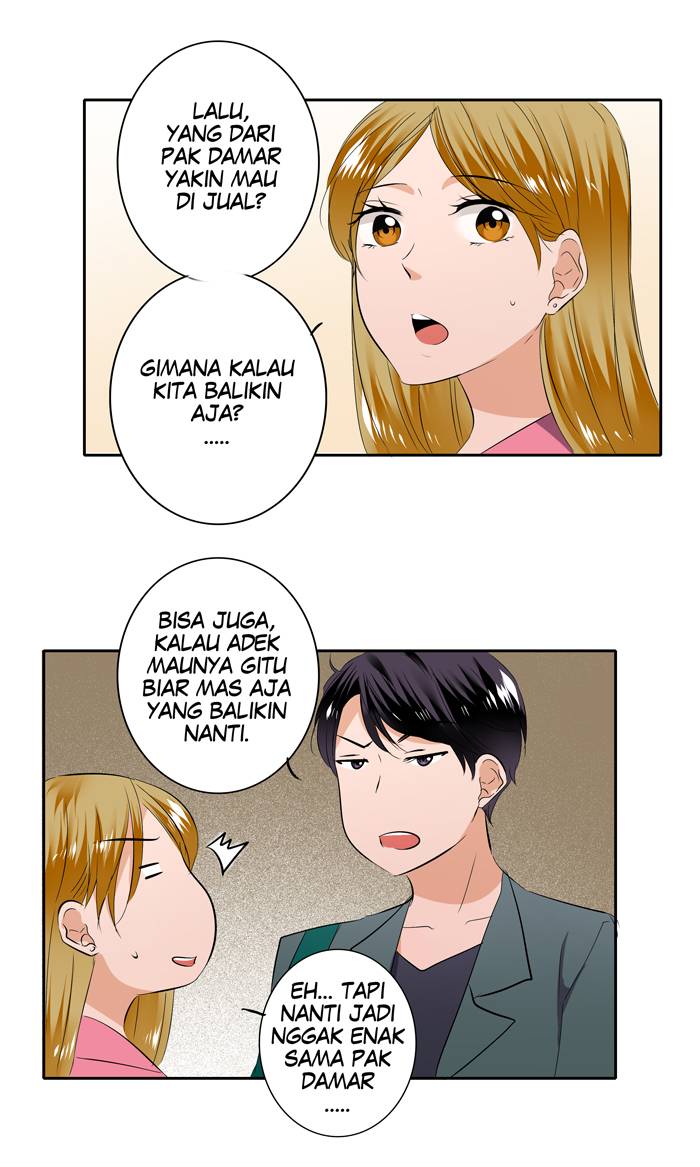 LALU,
YANG DARI
PAK DAMAR
YAKIN MAU
DI JUAL?
GIMANA KALAU
KITA BALIKIN
AJA?
.....
BISA JUGA,
KALAU ADEK
MAUNYA GITU
BIAR MAS AJA
YANG BALIKIN
NANTI.
EH... TAPI
NANTI JADI
NGGAK ENAK
SAMA PAK
DAMAR
.....